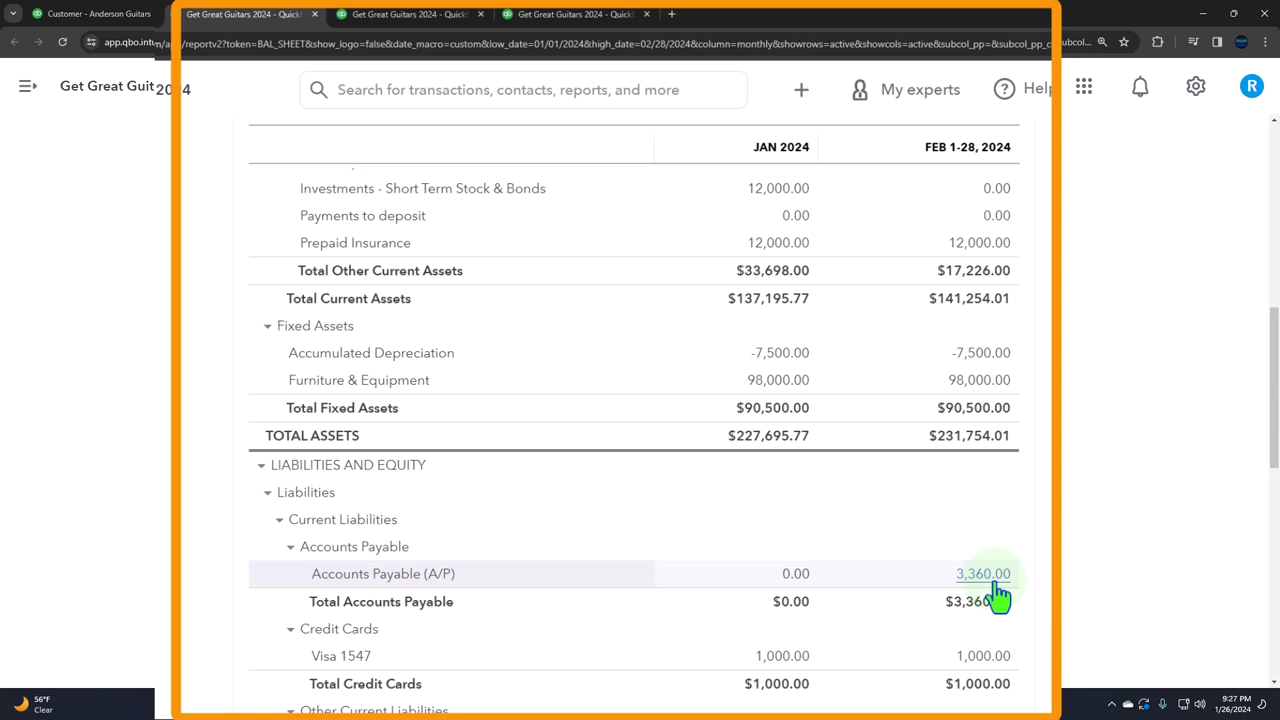 Customer - Anderson Guitars
Get Great Guitars 2024 - Quick
Get Great Guitars 2024 - Quick
Get Great Guitars 2024 - Quick
app.qbo.int
/app/reportv2?token=BAL_SHEET&show_logo=false&date_macro=custom&low_date=01/01/2024&high_date=02/28/2024&column=monthly&showrows=active&showcols=active&subcol_pp=&subcol_pp_c
subcol...
Get Great Guit
2024
Search for transactions, contacts, reports, and more
My experts
Help
R
JAN 2024 FEB 1-28, 2024
Investments - Short Term Stock & Bonds 12,000.00 0.00
Payments to deposit 0.00 0.00
Prepaid Insurance 12,000.00 12,000.00
Total Other Current Assets $33,698.00 $17,226.00
Total Current Assets $137,195.77 $141,254.01
Fixed Assets
Accumulated Depreciation -7,500.00 -7,500.00
Furniture & Equipment 98,000.00 98,000.00
Total Fixed Assets $90,500.00 $90,500.00
TOTAL ASSETS $227,695.77 $231,754.01
LIABILITIES AND EQUITY
Liabilities
Current Liabilities
Accounts Payable
Accounts Payable (A/P) 0.00 3,360.00
Total Accounts Payable $0.00 $3,360
Credit Cards
Visa 1547 1,000.00 1,000.00
Total Credit Cards $1,000.00 $1,000.00
Other Current Liabilities
56°F
Clear
9:27 PM
1/26/2024